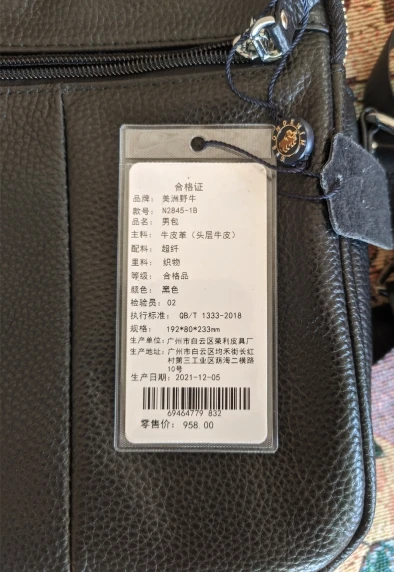 合格证
品牌: 美洲野牛
款号: N2845-1B
品名: 男包
主料: 牛皮革（头层牛皮）
配料: 超纤
里料: 织物
等级: 合格品
颜色: 黑色
检验员: 02
执行标准: QB/T 1333-2018
规格: 192*80*233mm
生产单位: 广州市白云区荣利皮具厂
生产地址: 广州市白云区均禾街长红
村第三工业区胡海二横路
10号
生产日期: 2021-12-05
69464779 832
零售价: 958.00